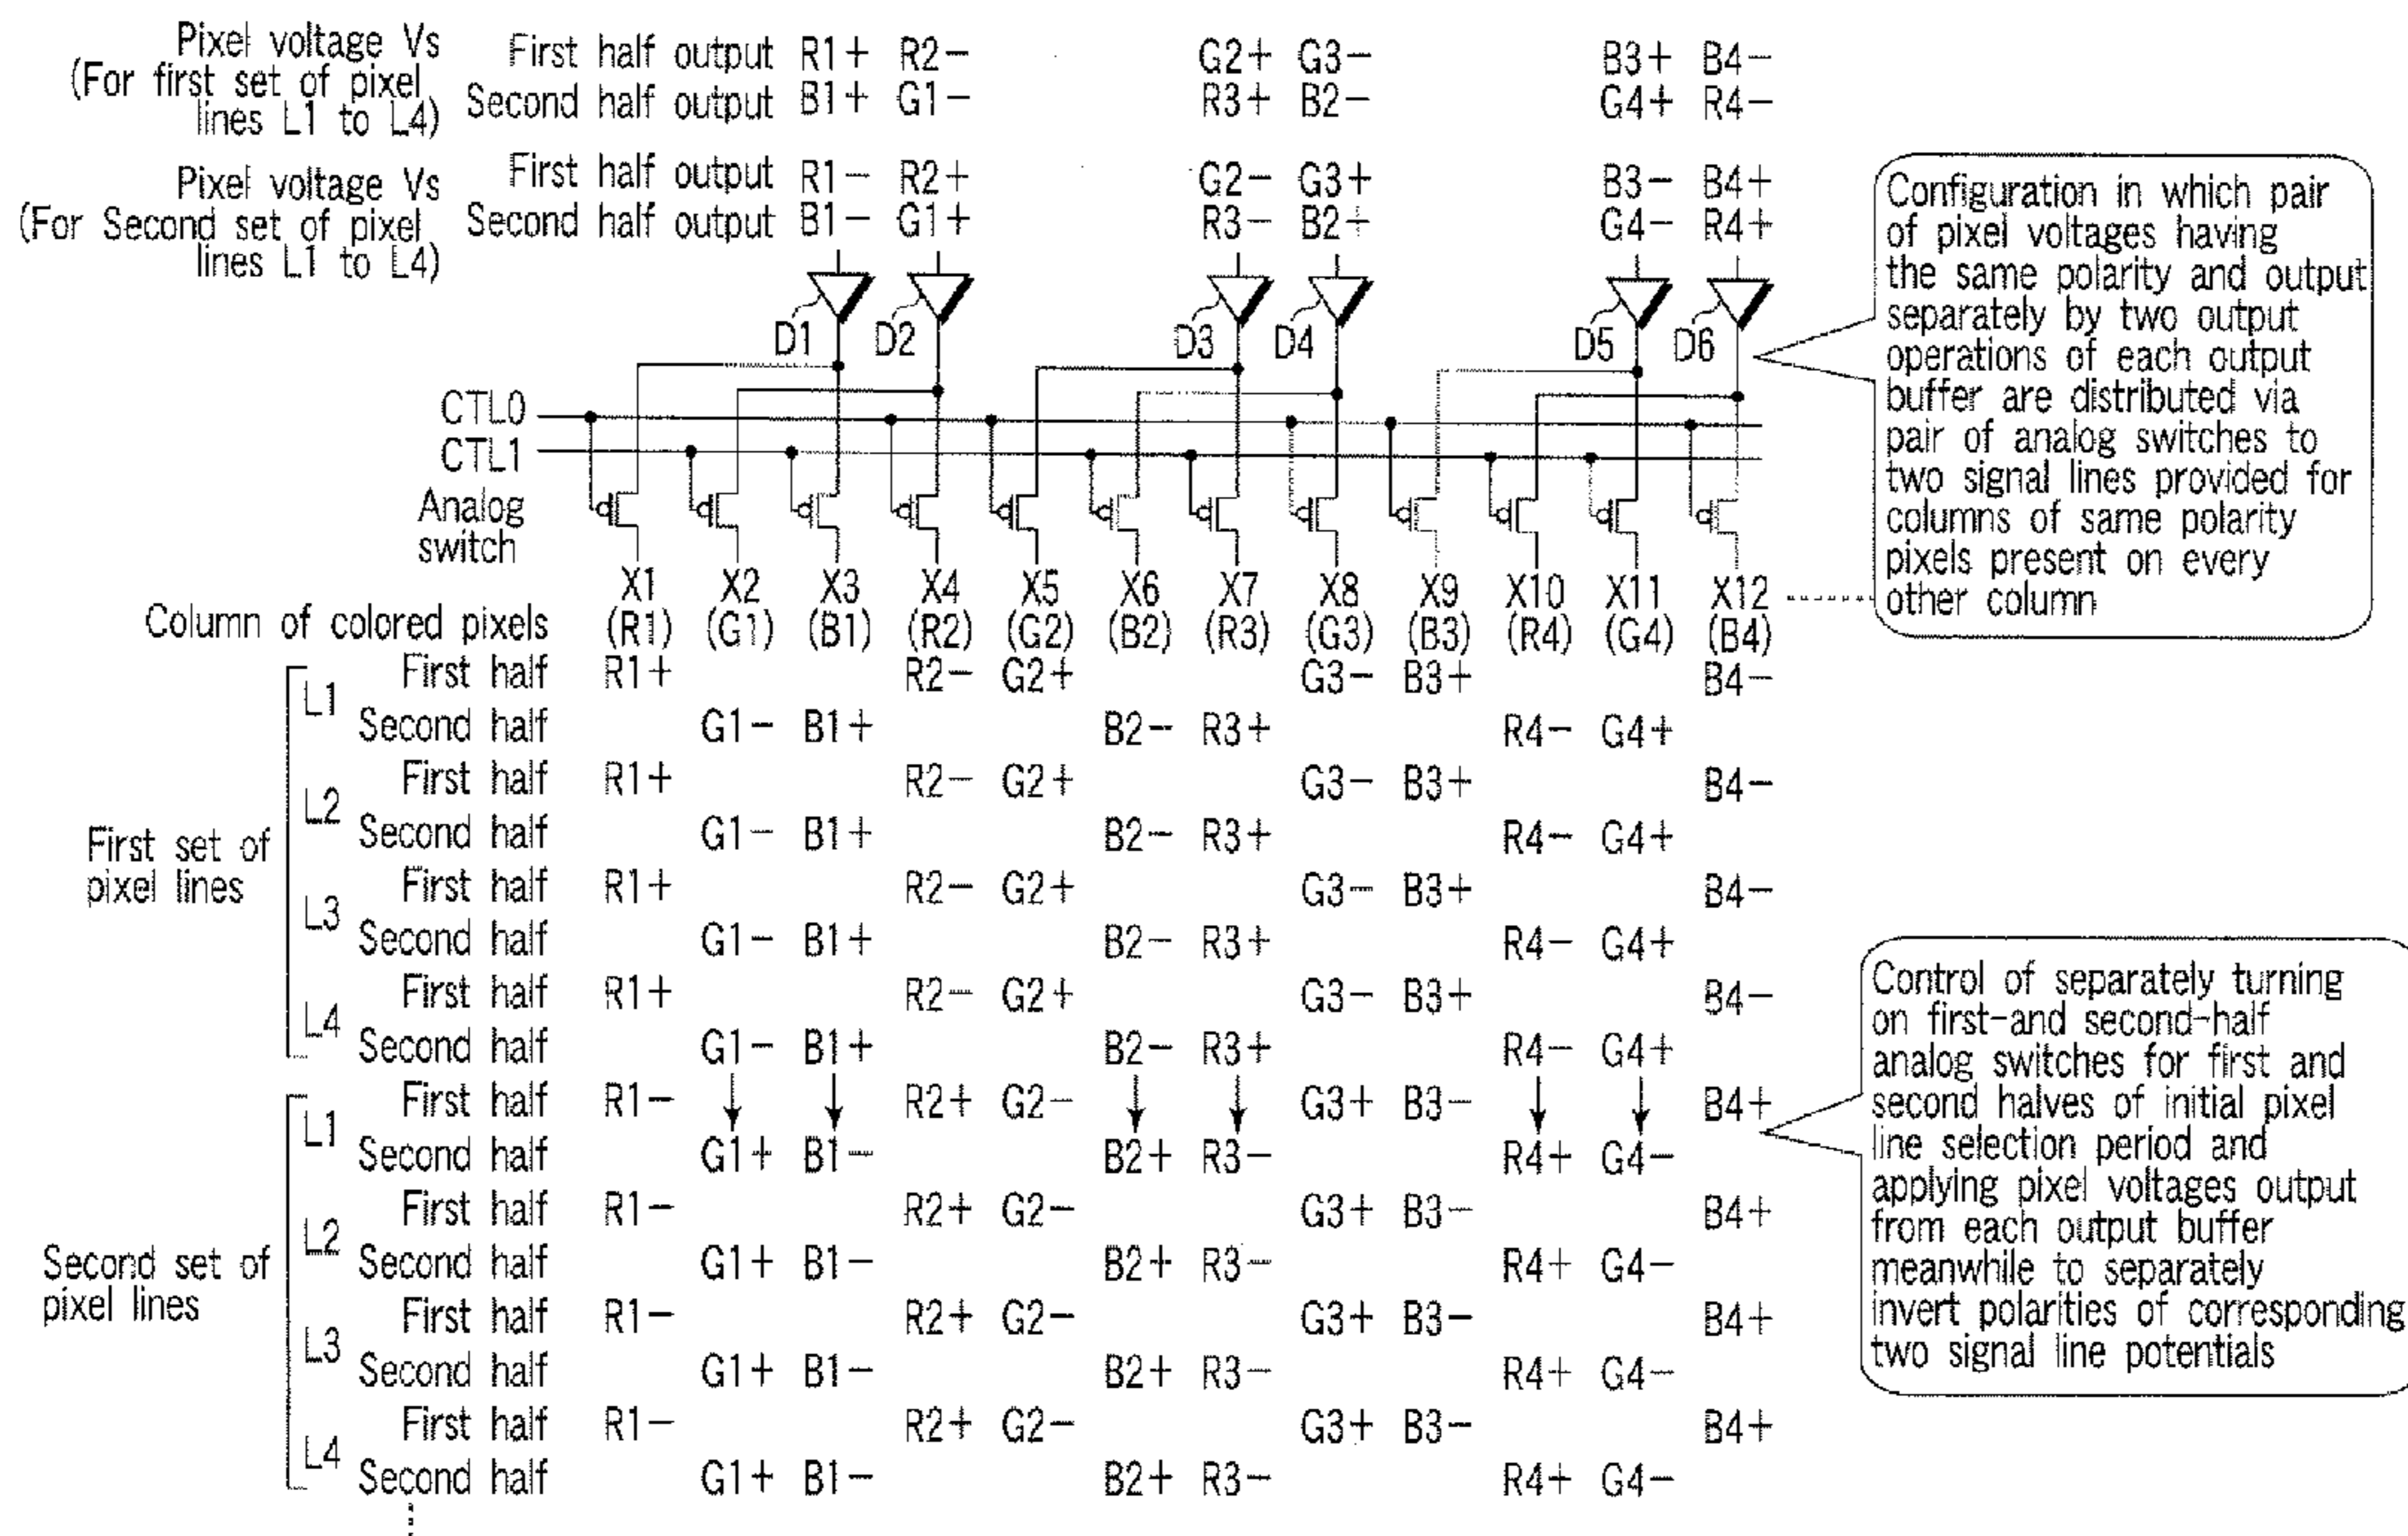 Pixel voltage Vs
(For first set of pixel
lines L1 to L4)
First half output R1+ R2- G2+ G3- B3+ B4-
Second half output B1+ G1- R3+ B2- G4+ R4-
Pixel voltage Vs
(For Second set of pixel
lines L1 to L4)
First half output R1- R2+ G2- G3+ B3- B4+
Second half output B1- G1+ R3- B2+ G4- R4+
D1 D2 D3 D4 D5 D6
CTL0
CTL1
Analog
switch
Configuration in which pair
of pixel voltages having
the same polarity and output
separately by two output
operations of each output
buffer are distributed via
pair of analog switches to
two signal lines provided for
columns of same polarity
pixels present on every
other column
X1 X2 X3 X4 X5 X6 X7 X8 X9 X10 X11 X12
Column of colored pixels (R1) (G1) (B1) (R2) (G2) (B2) (R3) (G3) (B3) (R4) (G4) (B4)
First set of
pixel lines
L1
First half R1+ R2- G2+ G3- B3+ B4-
Second half G1- B1+ B2- R3+ R4- G4+
L2
First half R1+ R2- G2+ G3- B3+ B4-
Second half G1- B1+ B2- R3+ R4- G4+
L3
First half R1+ R2- G2+ G3- B3+ B4-
Second half G1- B1+ B2- R3+ R4- G4+
L4
First half R1+ R2- G2+ G3- B3+ B4-
Second half G1- B1+ B2- R3+ R4- G4+
Second set of
pixel lines
L1
First half R1- R2+ G2- G3+ B3- B4+
Second half G1+ B1- B2+ R3- R4+ G4-
L2
First half R1- R2+ G2- G3+ B3- B4+
Second half G1+ B1- B2+ R3- R4+ G4-
L3
First half R1- R2+ G2- G3+ B3- B4+
Second half G1+ B1- B2+ R3- R4+ G4-
L4
First half R1- R2+ G2- G3+ B3- B4+
Second half G1+ B1- B2+ R3- R4+ G4-
Control of separately turning
on first-and second-half
analog switches for first and
second halves of initial pixel
line selection period and
applying pixel voltages output
from each output buffer
meanwhile to separately
invert polarities of corresponding
two signal line potentials